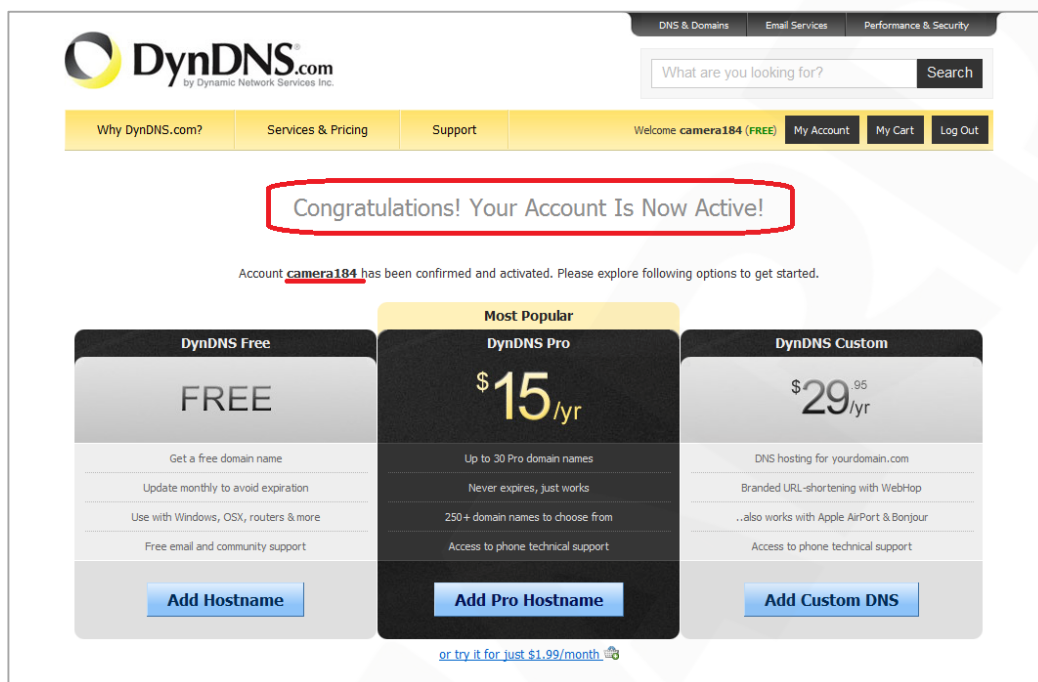 DNS & Domains Email Services Performance & Security
DynDNS.com
by Dynamic Network Services Inc.
What are you looking for? Search
Why DynDNS.com? Services & Pricing Support Welcome camera184 (FREE) My Account My Cart Log Out
Congratulations! Your Account Is Now Active!
Account camera184 has been confirmed and activated. Please explore following options to get started.
Most Popular
DynDNS Free
FREE
Get a free domain name
Update monthly to avoid expiration
Use with Windows, OSX, routers & more
Free email and community support
Add Hostname
DynDNS Pro
$15/yr
Up to 30 Pro domain names
Never expires, just works
250+ domain names to choose from
Access to phone technical support
Add Pro Hostname
or try it for just $1.99/month
DynDNS Custom
$29.95/yr
DNS hosting for yourdomain.com
Branded URL-shortening with WebHop
..also works with Apple AirPort & Bonjour
Access to phone technical support
Add Custom DNS